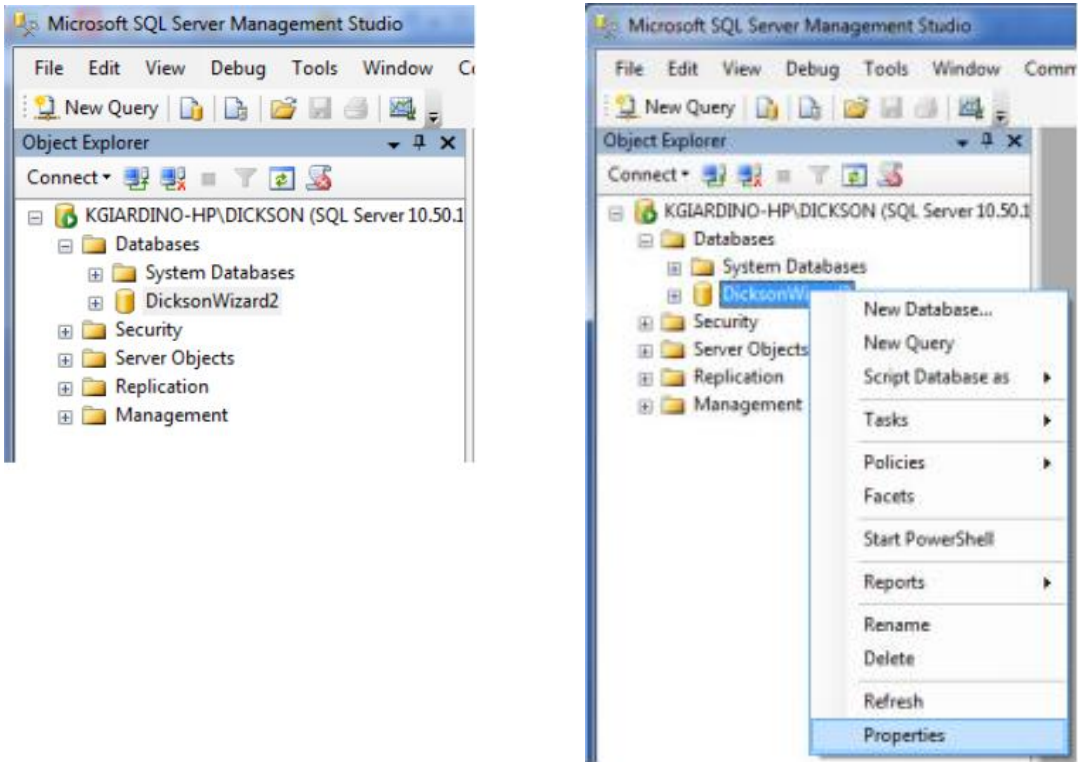 Microsoft SQL Server Management Studio
File Edit View Debug Tools Window
New Query
Object Explorer
Connect
KGIARDINO-HP\DICKSON (SQL Server 10.50.1
Databases
System Databases
DicksonWizard2
Security
Server Objects
Replication
Management
Microsoft SQL Server Management Studio
File Edit View Debug Tools Window Comm
New Query
Object Explorer
Connect
KGIARDINO-HP\DICKSON (SQL Server 10.50.1
Databases
System Databases
DicksonWi
Security
Server Objects
Replication
Management
New Database...
New Query
Script Database as
Tasks
Policies
Facets
Start PowerShell
Reports
Rename
Delete
Refresh
Properties